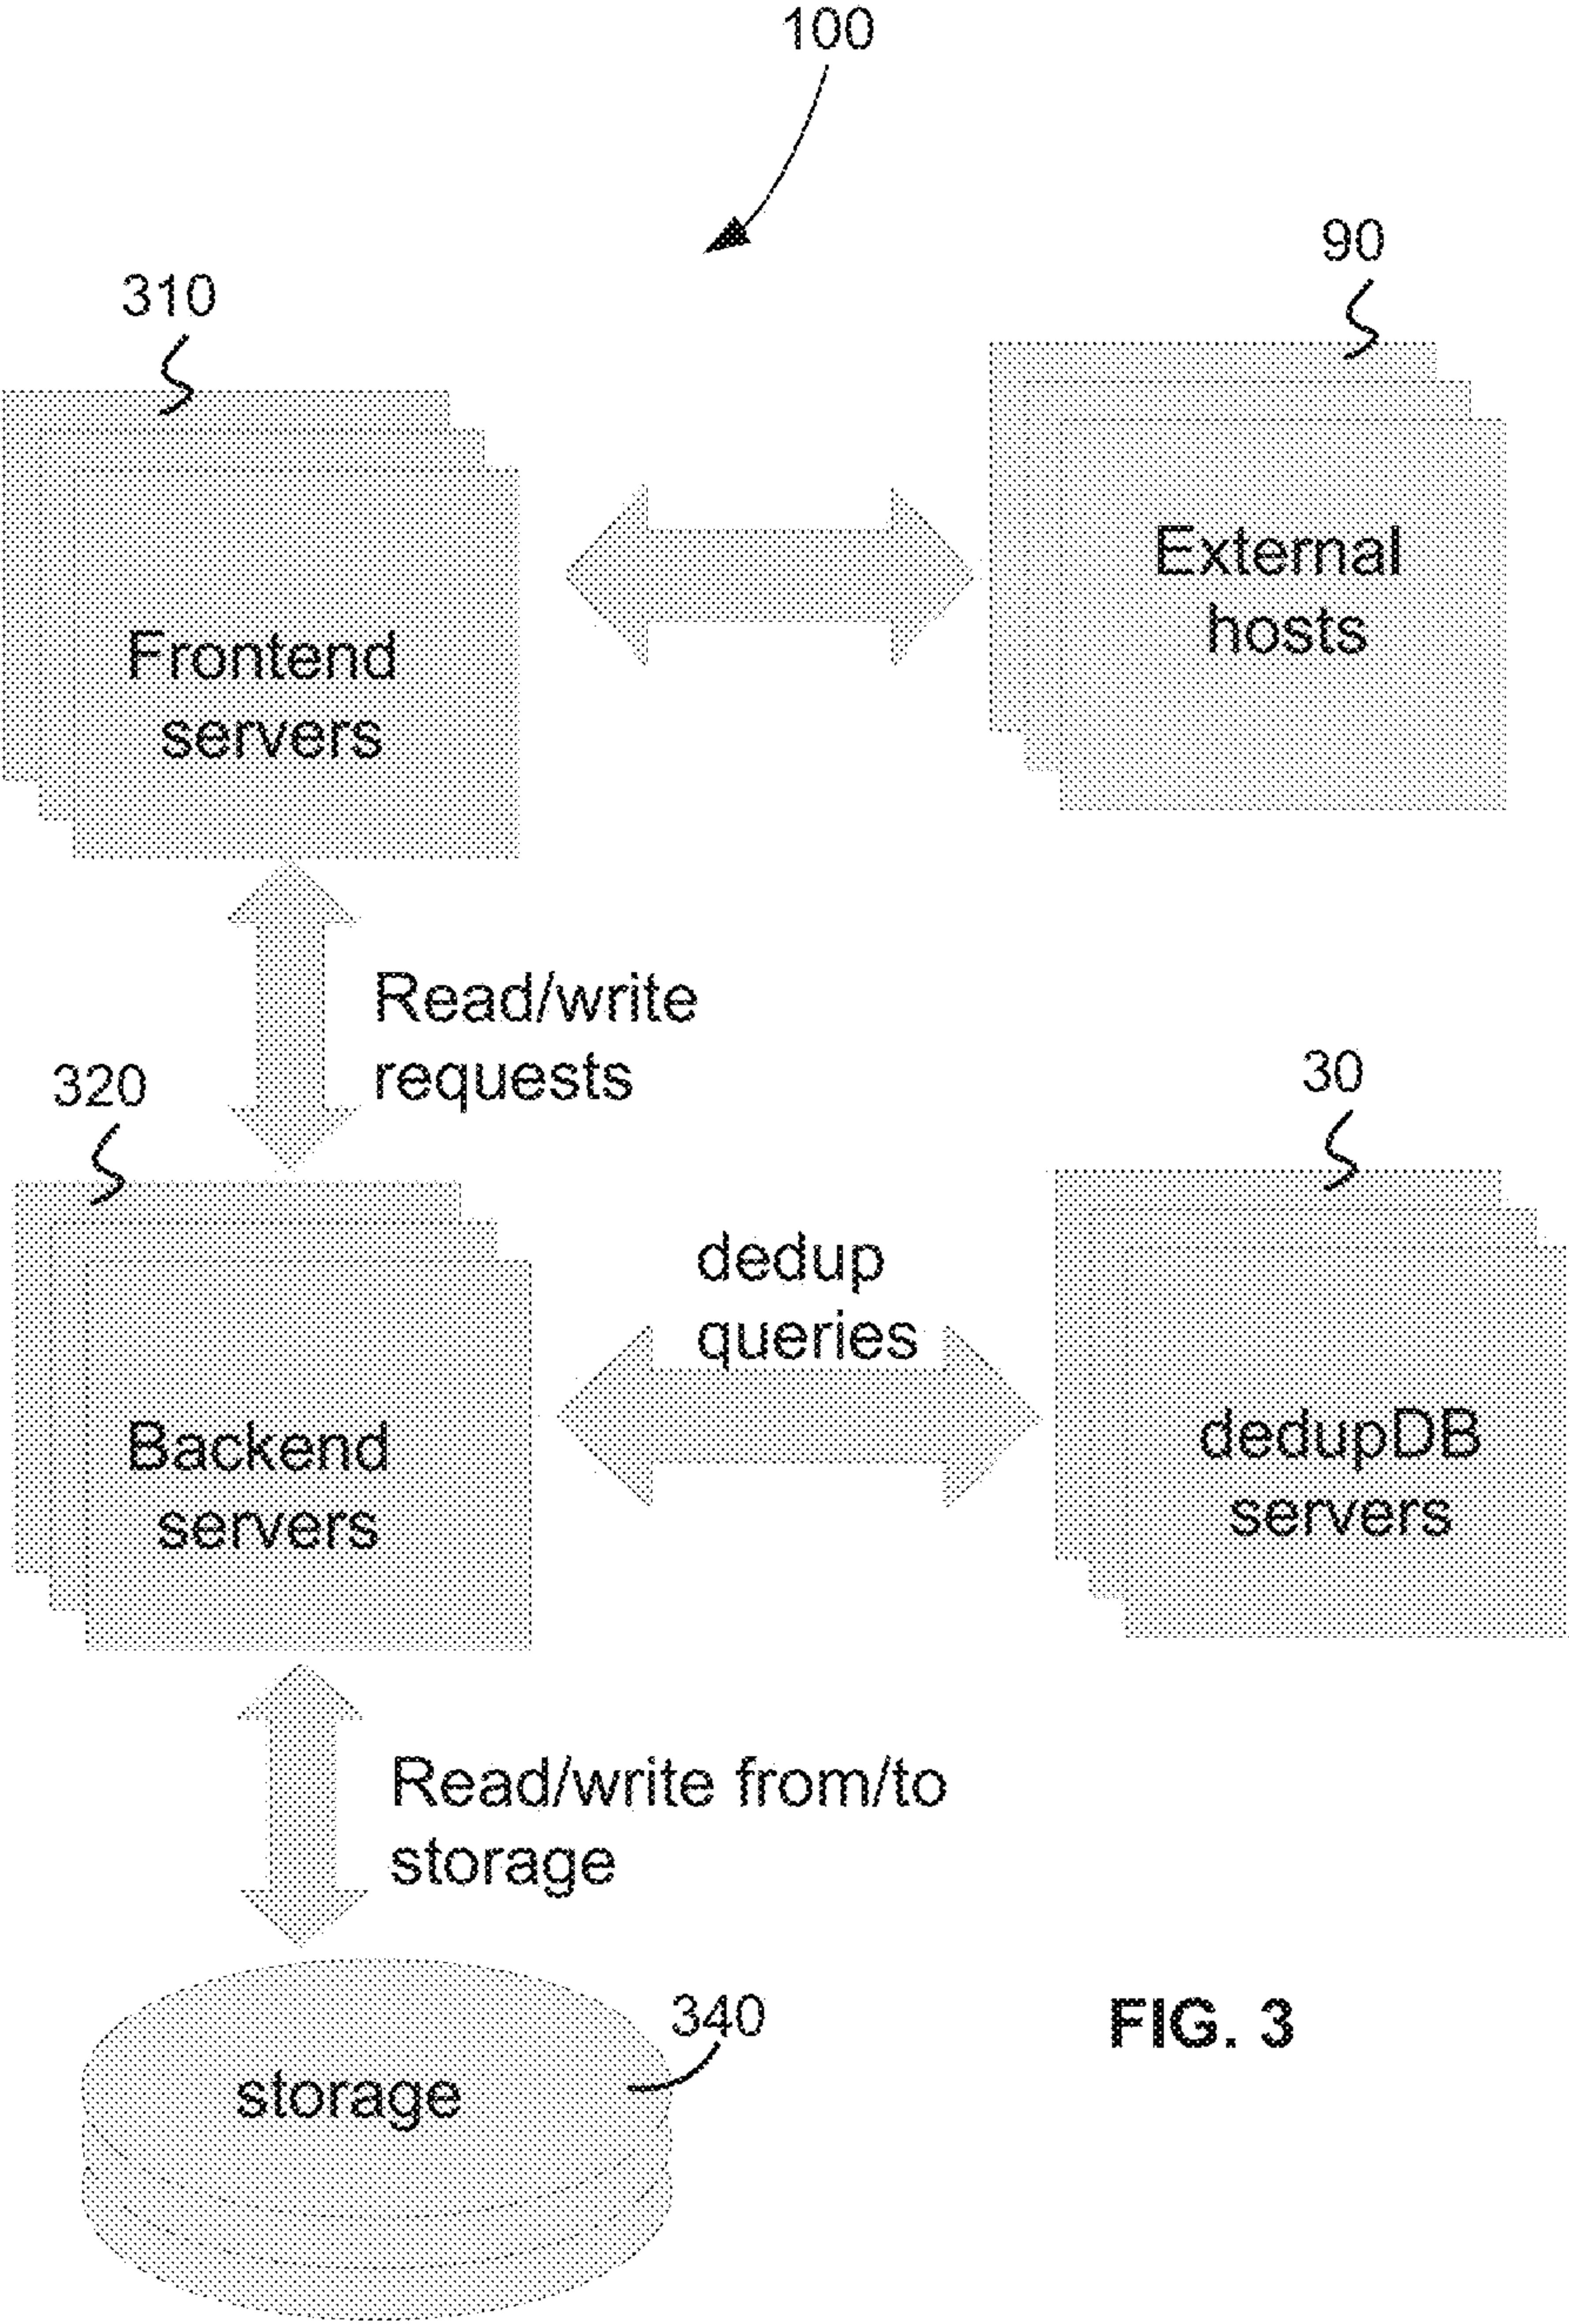 100
90
310
External
hosts
Frontend
servers
Read/write
requests
320
30
dedup
queries
Backend
servers
dedupDB
servers
Read/write from/to
storage
340
storage
FIG. 3